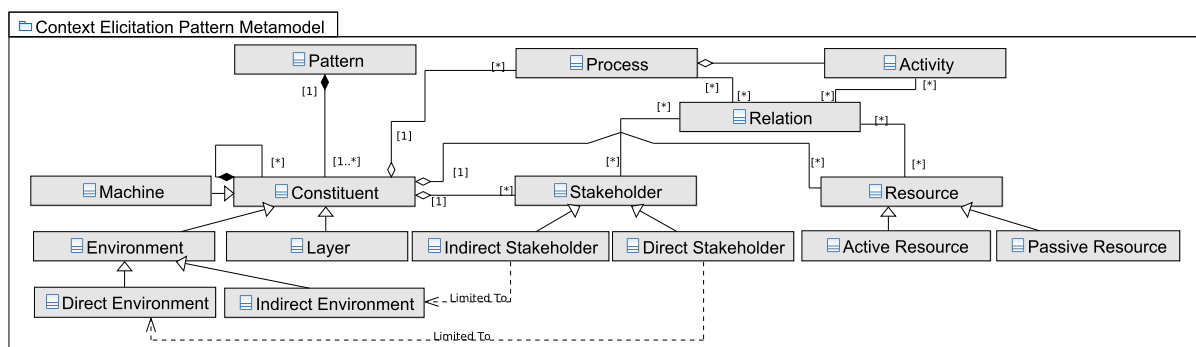 Context Elicitation Pattern Metamodel
Pattern
Process
Activity
[1]
[*]
[*]
[*]
[*]
[*]
[*]
Relation
[*]
[1]
[*]
[1..*]
[1]
[*]
[*]
[*]
Machine
Constituent
[1]
[*]
Stakeholder
Resource
Environment
Layer
Indirect Stakeholder
Direct Stakeholder
Active Resource
Passive Resource
Direct Environment
Indirect Environment
Limited To
Limited To